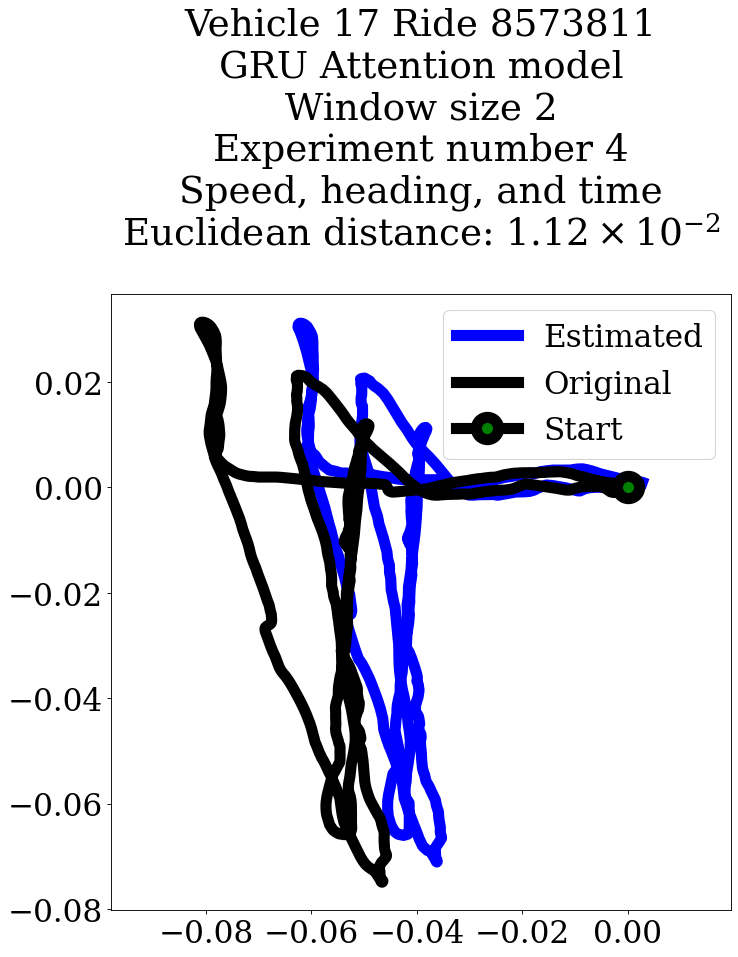 Vehicle 17 Ride 8573811
GRU Attention model
Window size 2
Experiment number 4
Speed, heading, and time
Euclidean distance: 1.12 × 10⁻²
Estimated
Original
Start
0.02
0.00
−0.02
−0.04
−0.06
−0.08
−0.08 −0.06 −0.04 −0.02 0.00